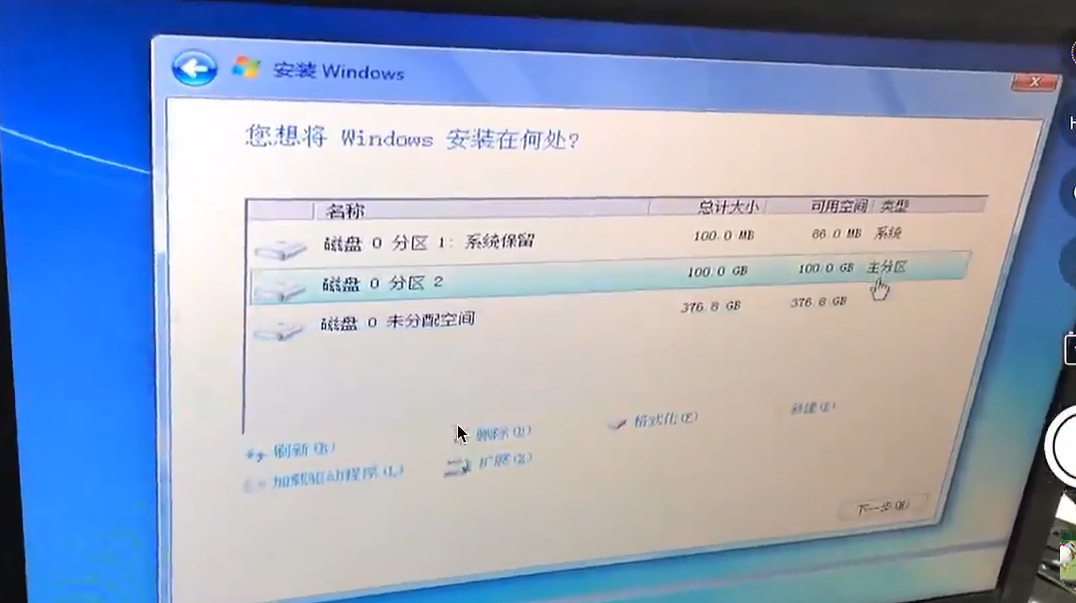 安装 Windows
您想将 Windows 安装在何处?
名称 总计大小 可用空间 类型
磁盘 0 分区 1: 系统保留 100.0 MB 86.0 MB 系统
磁盘 0 分区 2 100.0 GB 100.0 GB 主分区
磁盘 0 未分配空间 376.8 GB 376.8 GB
刷新(R) 删除(D) 格式化(F) 新建(E)
加载驱动程序(L) 扩展(X)
下一步(N)
H